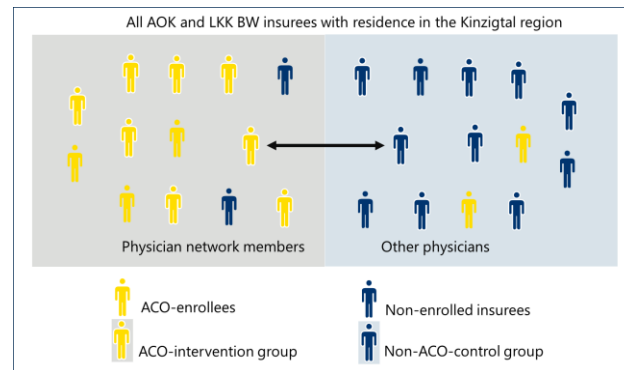 All AOK and LKK BW insurees with residence in the Kinzigtal region
Physician network members
Other physicians
ACO-enrollees
Non-enrolled insurees
ACO-intervention group
Non-ACO-control group